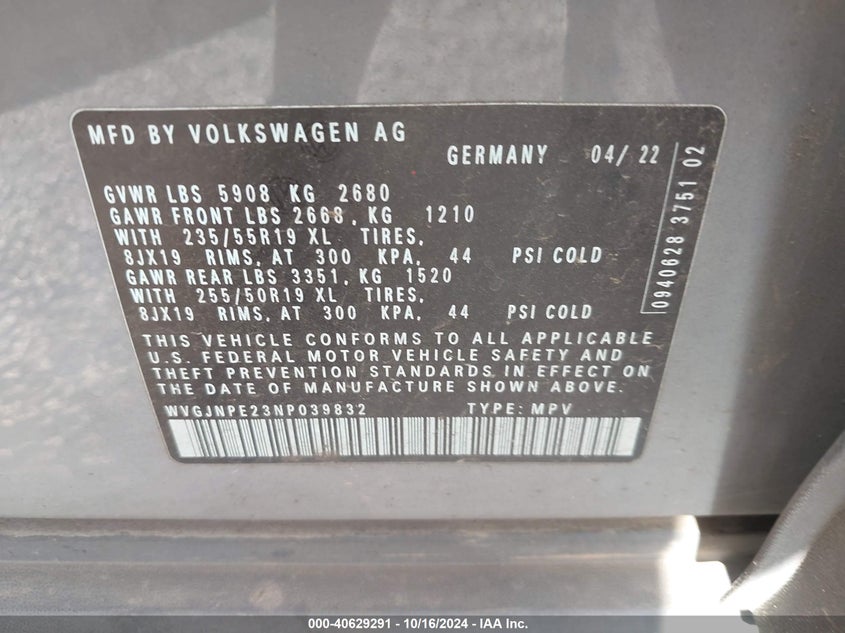 MFD BY VOLKSWAGEN AG
GERMANY 04/ 22
GVWR LBS 5908 KG 2680
GAWR FRONT LBS 2668, KG 1210
WITH 235/55R19 XL TIRES,
8JX19 RIMS, AT 300 KPA, 44 PSI COLD
GAWR REAR LBS 3351, KG 1520
WITH 255/50R19 XL TIRES,
8JX19 RIMS, AT 300 KPA, 44 PSI COLD
THIS VEHICLE CONFORMS TO ALL APPLICABLE
U.S. FEDERAL MOTOR VEHICLE SAFETY AND
THEFT PREVENTION STANDARDS IN EFFECT ON
THE DATE OF MANUFACTURE SHOWN ABOVE.
WVGJNPE23NP039832 TYPE: MPV
0940628 3751 02
000-40629291 - 10/16/2024 - IAA Inc.